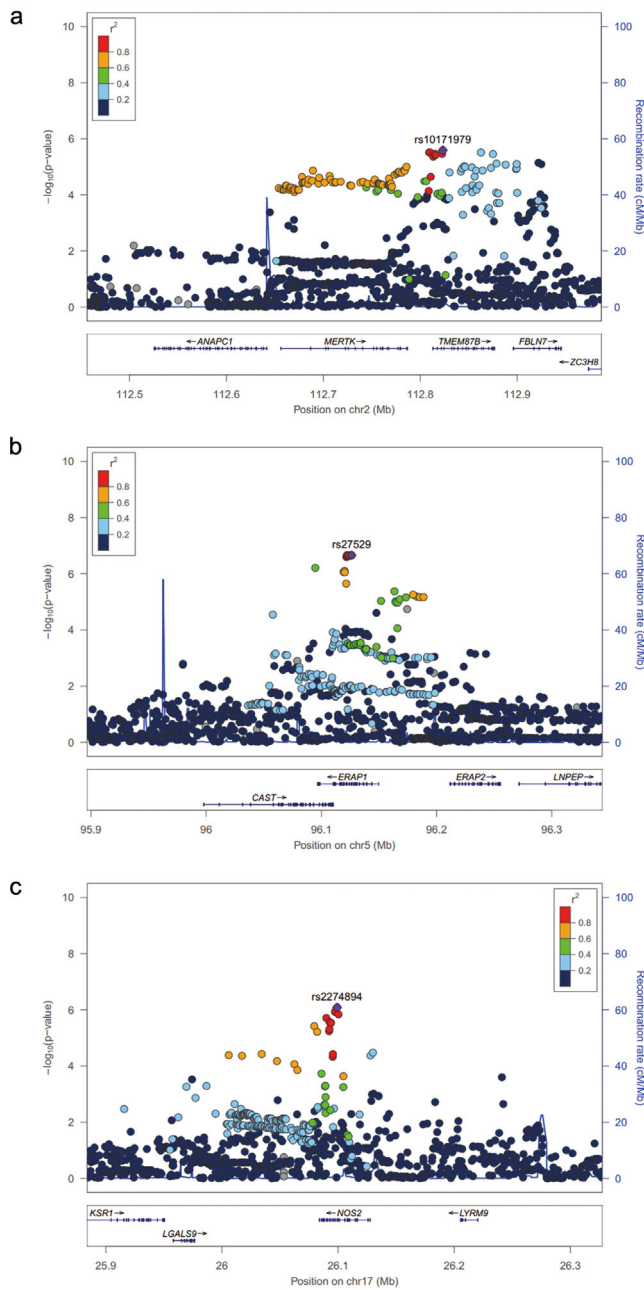 a
r2
0.8
0.6
0.4
0.2
rs10171979
10
8
6
4
2
0
−log10(p-value)
100
80
60
40
20
0
Recombination rate (cM/Mb)
←ANAPC1
MERTK→
TMEM87B→
FBLN7→
←ZC3H8
112.5 112.6 112.7 112.8 112.9
Position on chr2 (Mb)
b
r2
0.8
0.6
0.4
0.2
rs27529
10
8
6
4
2
0
−log10(p-value)
100
80
60
40
20
0
Recombination rate (cM/Mb)
←ERAP1
ERAP2→
LNPEP→
CAST→
95.9 96 96.1 96.2 96.3
Position on chr5 (Mb)
c
r2
0.8
0.6
0.4
0.2
rs2274894
10
8
6
4
2
0
−log10(p-value)
100
80
60
40
20
0
Recombination rate (cM/Mb)
KSR1→
←NOS2
←LYRM9
LGALS9→
25.9 26 26.1 26.2 26.3
Position on chr17 (Mb)